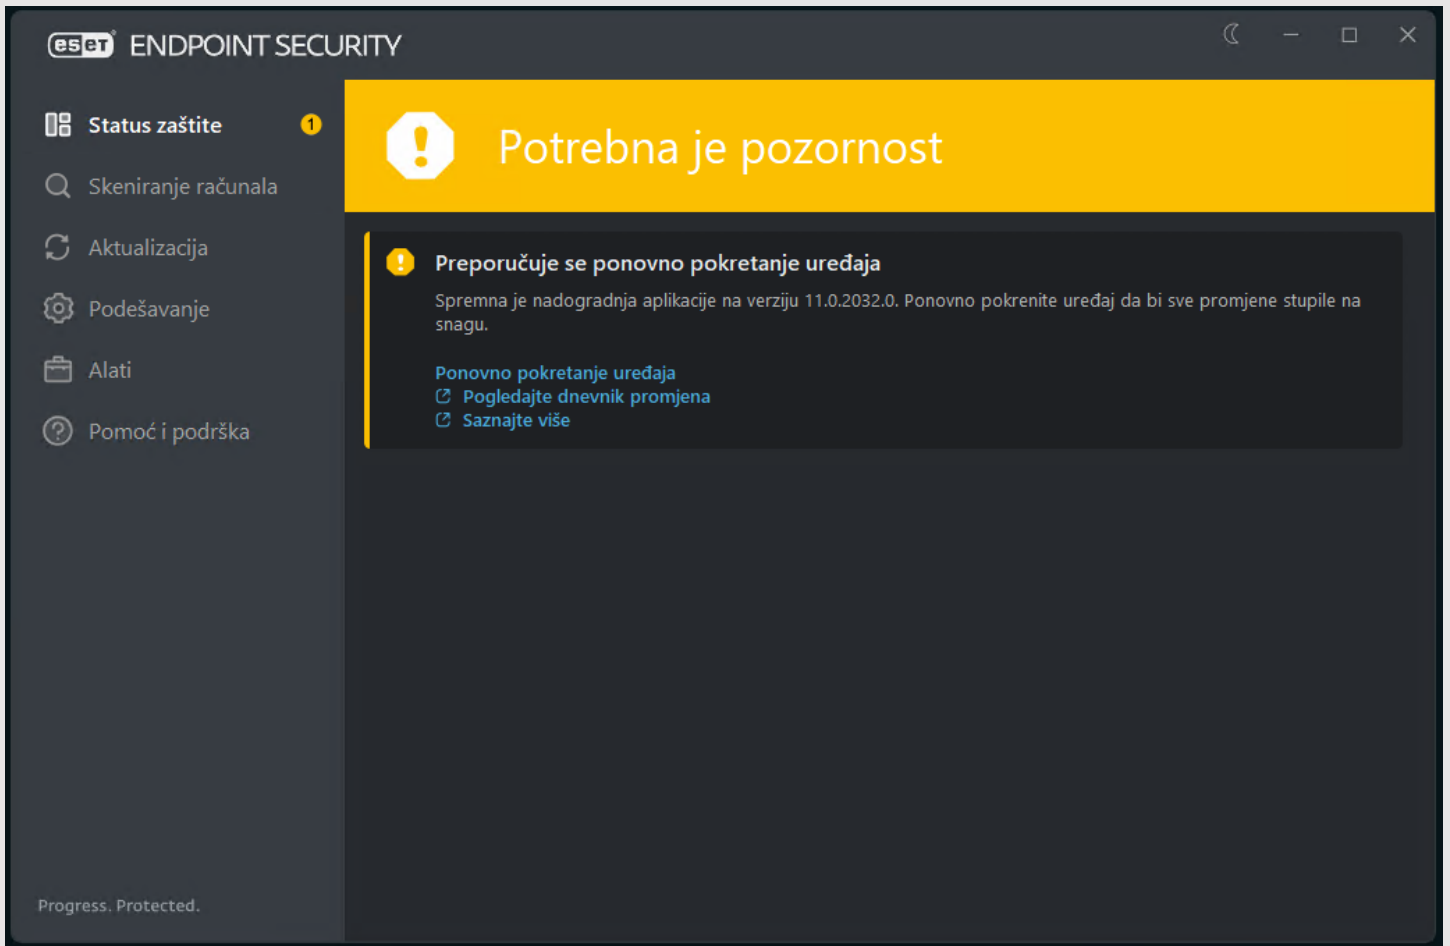 eset ENDPOINT SECURITY
Status zaštite 1
Skeniranje računala
Aktualizacija
Podešavanje
Alati
Pomoć i podrška
Progress. Protected.
Potrebna je pozornost
Preporučuje se ponovno pokretanje uređaja
Spremna je nadogradnja aplikacije na verziju 11.0.2032.0. Ponovno pokrenite uređaj da bi sve promjene stupile na
snagu.
Ponovno pokretanje uređaja
Pogledajte dnevnik promjena
Saznajte više